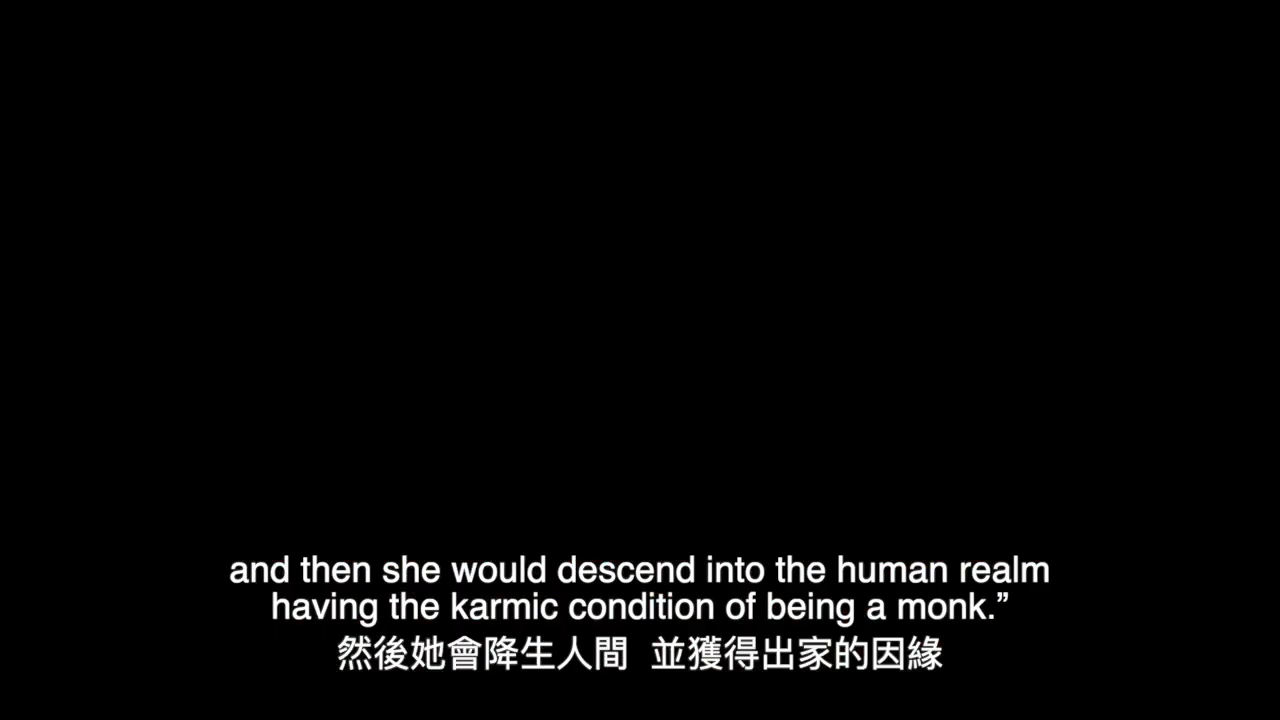 and then she would descend into the human realm
having the karmic condition of being a monk.”
然後她會降生人間 並獲得出家的因緣